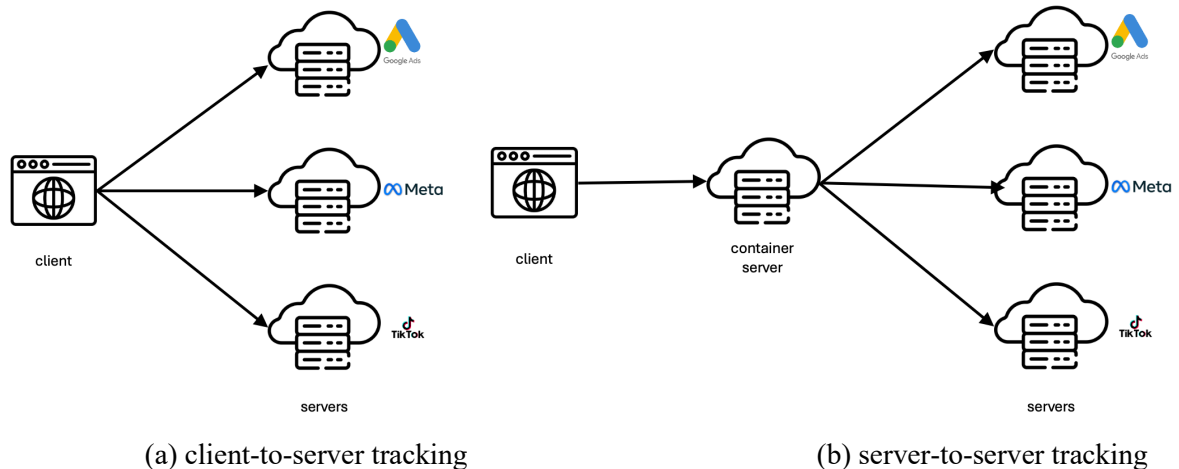 Google Ads
Meta
client
TikTok
servers
(a) client-to-server tracking
Google Ads
Meta
client
container
server
TikTok
servers
(b) server-to-server tracking